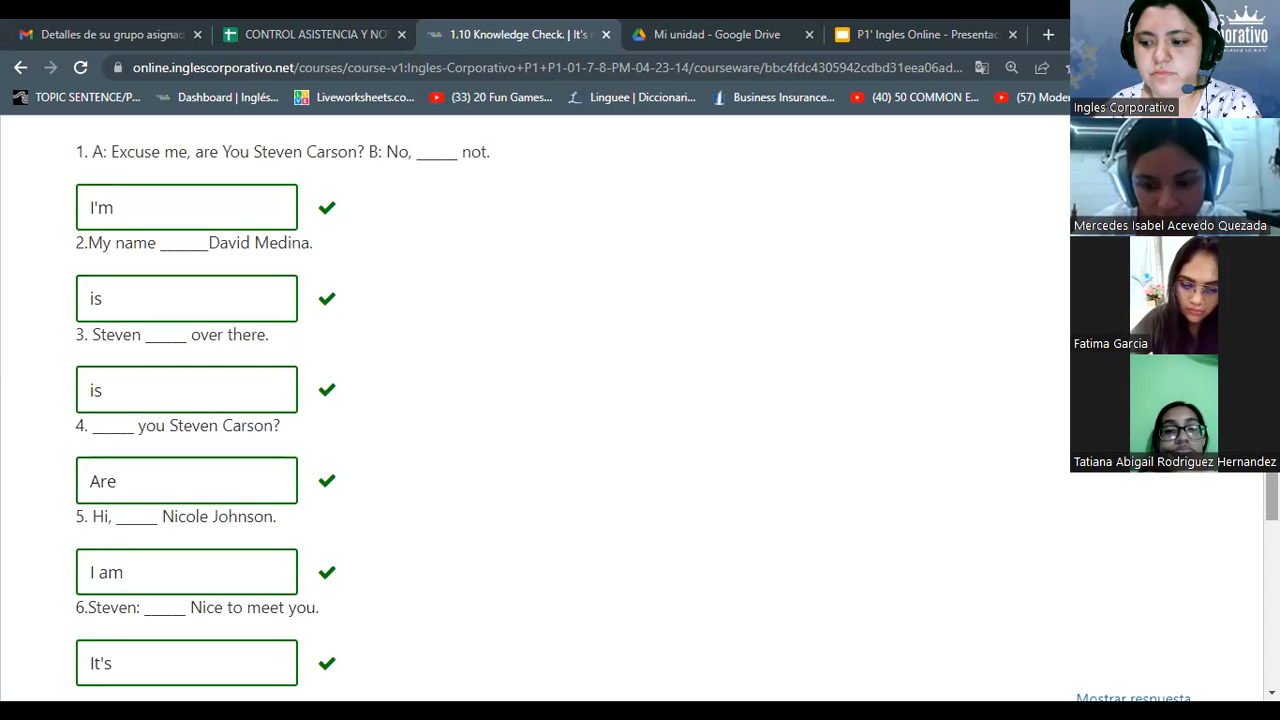 Detalles de su grupo asignac
CONTROL ASISTENCIA Y NO
1.10 Knowledge Check. | It's
Mi unidad - Google Drive
P1' Ingles Online - Presentac
online.inglescorporativo.net/courses/course-v1:Ingles-Corporativo+P1+P1-01-7-8-PM-04-23-14/courseware/bbc4fdc4305942cdbd31eea06ad...
TOPIC SENTENCE/P...
Dashboard | Inglés...
Liveworksheets.co...
(33) 20 Fun Games...
Linguee | Diccionari...
Business Insurance...
(40) 50 COMMON E...
(57) Mode
1. A: Excuse me, are You Steven Carson? B: No, _____ not.
I'm
2.My name ______David Medina.
is
3. Steven _____ over there.
is
4. _____ you Steven Carson?
Are
5. Hi, _____ Nicole Johnson.
I am
6.Steven: _____ Nice to meet you.
It's
Mostrar respuesta
Ingles Corporativo
Mercedes Isabel Acevedo Quezada
Fatima Garcia
Tatiana Abigail Rodriguez Hernandez